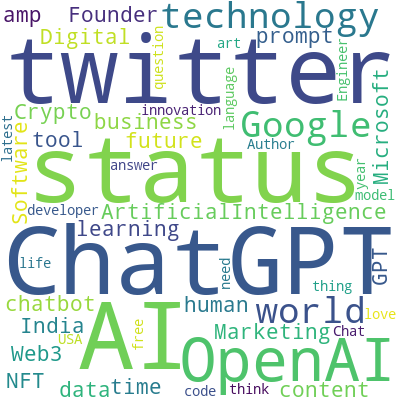 amp Founder technology
Digital question art prompt Engineer
twitter
innovation
Crypto business language Google Microsoft
latest Software tool future Author
answer
status year
model
developer ArtificialIntelligence
learning
ChatGPT
life need thing GPT
chatbot human world
India AI free Marketing Chat love
USA
Web3 OpenAI
NFT data time code think content